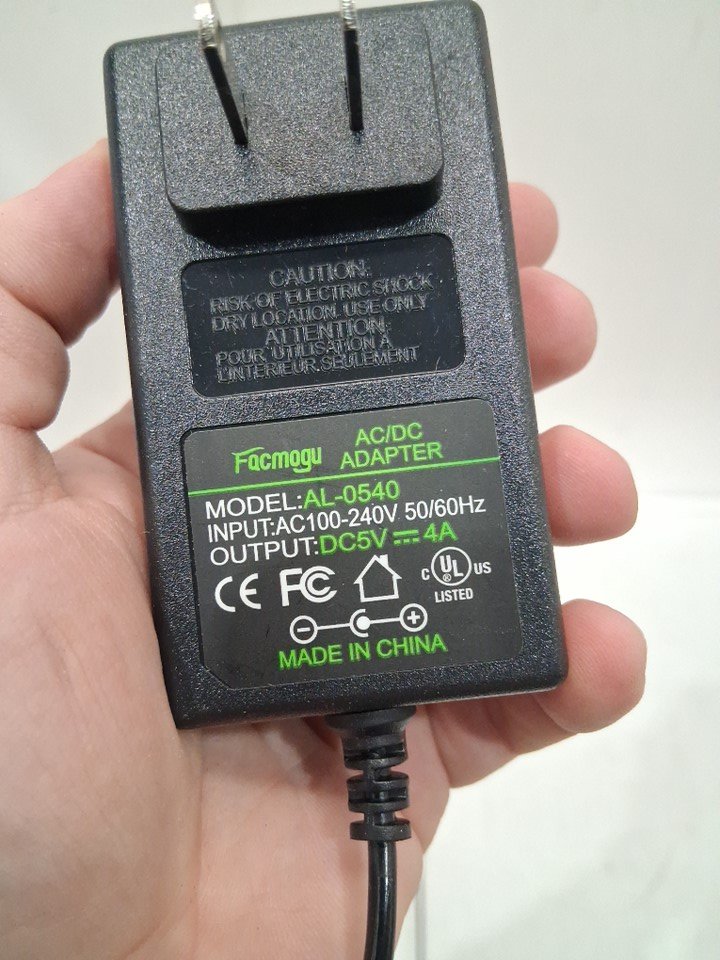 CAUTION:
RISK OF ELECTRIC SHOCK
DRY LOCATION USE ONLY
ATTENTION:
POUR UTILISATION A
L'INTERIEUR SEULEMENT
Facmogu
AC/DC
ADAPTER
MODEL:AL-0540
INPUT:AC100-240V 50/60Hz
OUTPUT:DC5V⎓4A
CE FC C UL® US
LISTED
MADE IN CHINA